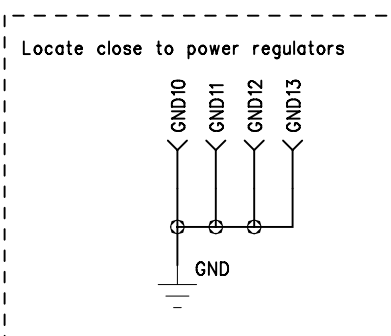 Locate close to power regulators
GND10
GND11
GND12
GND13
GND